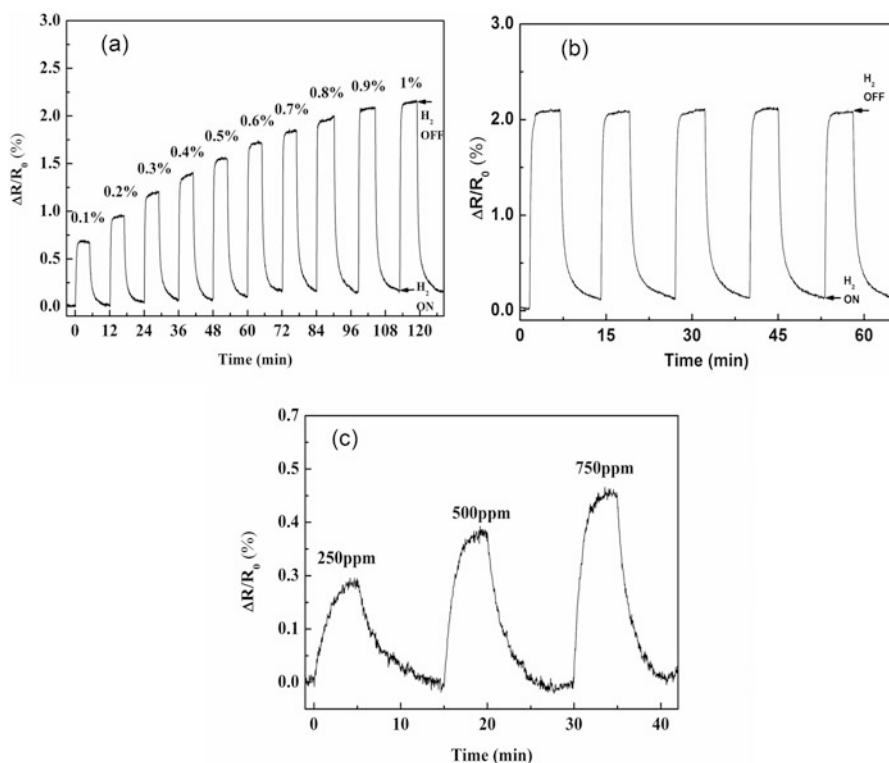 (a)
3.0
2.5
2.0
1.5
1.0
0.5
0.0
ΔR/R0 (%)
0.1%
0.2%
0.3%
0.4%
0.5%
0.6%
0.7%
0.8%
0.9%
1%
H2
OFF
H2
ON
0 12 24 36 48 60 72 84 96 108 120
Time (min)
(b)
3.0
2.0
1.0
0.0
ΔR/R0 (%)
H2
OFF
H2
ON
0 15 30 45 60
Time (min)
(c)
0.7
0.5
0.4
0.3
0.1
0.0
ΔR/R0 (%)
250ppm
500ppm
750ppm
0 10 20 30 40
Time (min)